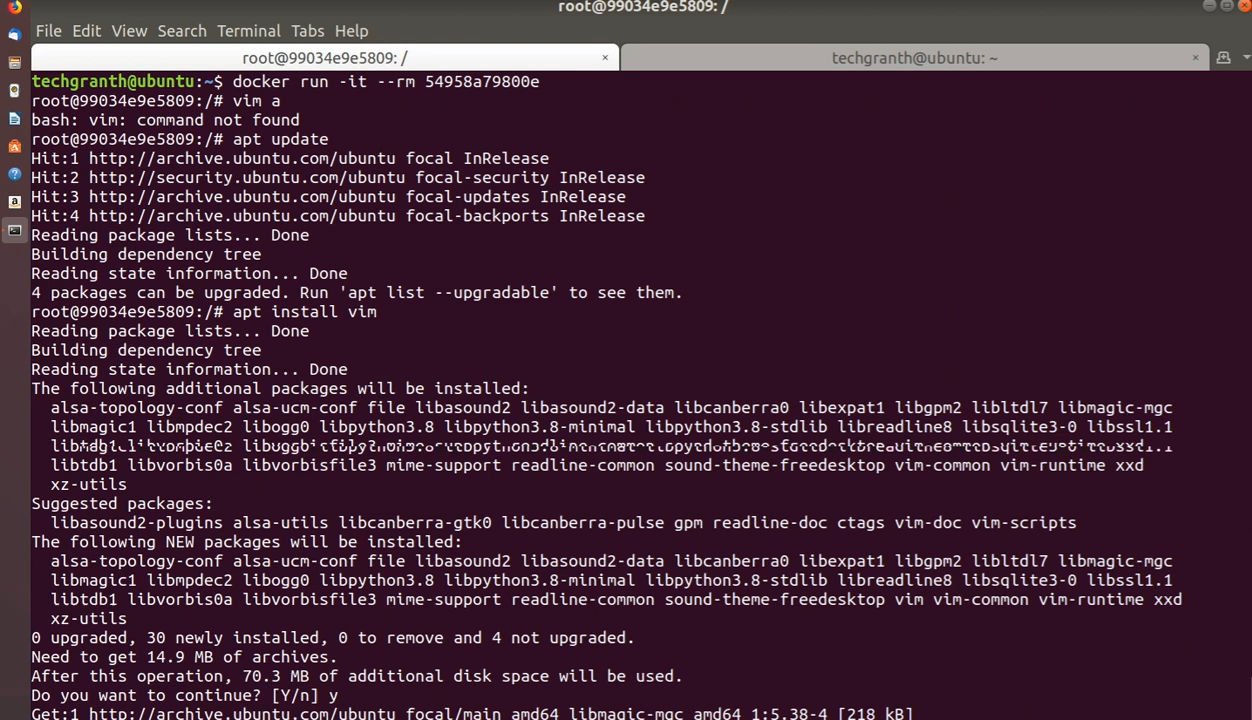 root@99034e9e5809: /
File Edit View Search Terminal Tabs Help
root@99034e9e5809: / × techgranth@ubuntu: ~ ×
techgranth@ubuntu:~$ docker run -it --rm 54958a79800e
root@99034e9e5809:/# vim a
bash: vim: command not found
root@99034e9e5809:/# apt update
Hit:1 http://archive.ubuntu.com/ubuntu focal InRelease
Hit:2 http://security.ubuntu.com/ubuntu focal-security InRelease
Hit:3 http://archive.ubuntu.com/ubuntu focal-updates InRelease
Hit:4 http://archive.ubuntu.com/ubuntu focal-backports InRelease
Reading package lists... Done
Building dependency tree
Reading state information... Done
4 packages can be upgraded. Run 'apt list --upgradable' to see them.
root@99034e9e5809:/# apt install vim
Reading package lists... Done
Building dependency tree
Reading state information... Done
The following additional packages will be installed:
alsa-topology-conf alsa-ucm-conf file libasound2 libasound2-data libcanberra0 libexpat1 libgpm2 libltdl7 libmagic-mgc
libmagic1 libmpdec2 libogg0 libpython3.8 libpython3.8-minimal libpython3.8-stdlib libreadline8 libsqlite3-0 libssl1.1
libtdb1 libvorbis0a libvorbisfile3 mime-support readline-common sound-theme-freedesktop vim-common vim-runtime xxd
xz-utils
Suggested packages:
libasound2-plugins alsa-utils libcanberra-gtk0 libcanberra-pulse gpm readline-doc ctags vim-doc vim-scripts
The following NEW packages will be installed:
alsa-topology-conf alsa-ucm-conf file libasound2 libasound2-data libcanberra0 libexpat1 libgpm2 libltdl7 libmagic-mgc
libmagic1 libmpdec2 libogg0 libpython3.8 libpython3.8-minimal libpython3.8-stdlib libreadline8 libsqlite3-0 libssl1.1
libtdb1 libvorbis0a libvorbisfile3 mime-support readline-common sound-theme-freedesktop vim vim-common vim-runtime xxd
xz-utils
0 upgraded, 30 newly installed, 0 to remove and 4 not upgraded.
Need to get 14.9 MB of archives.
After this operation, 70.3 MB of additional disk space will be used.
Do you want to continue? [Y/n] y
Get:1 http://archive.ubuntu.com/ubuntu focal/main amd64 libmagic-mgc amd64 1:5.38-4 [218 kB]